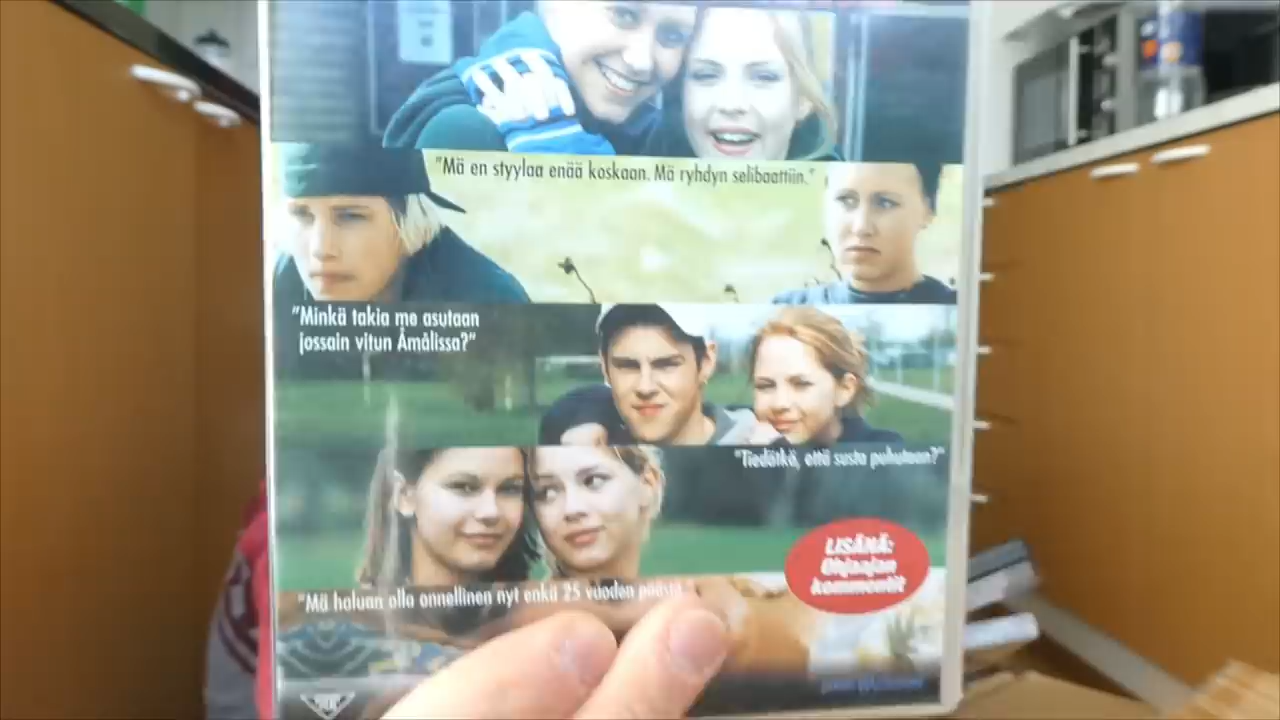 "Mä en styylaa enää koskaan. Mä ryhdyn selibaattiin."
"Minkä takia me asutaan
jossain vitun Åmålissa?"
"Tiedätkö, että susta puhutaan?"
"Mä haluan olla onnellinen nyt enkä 25 vuoden päästä."
LISÄNÄ:
Ohjaajan
kommentit